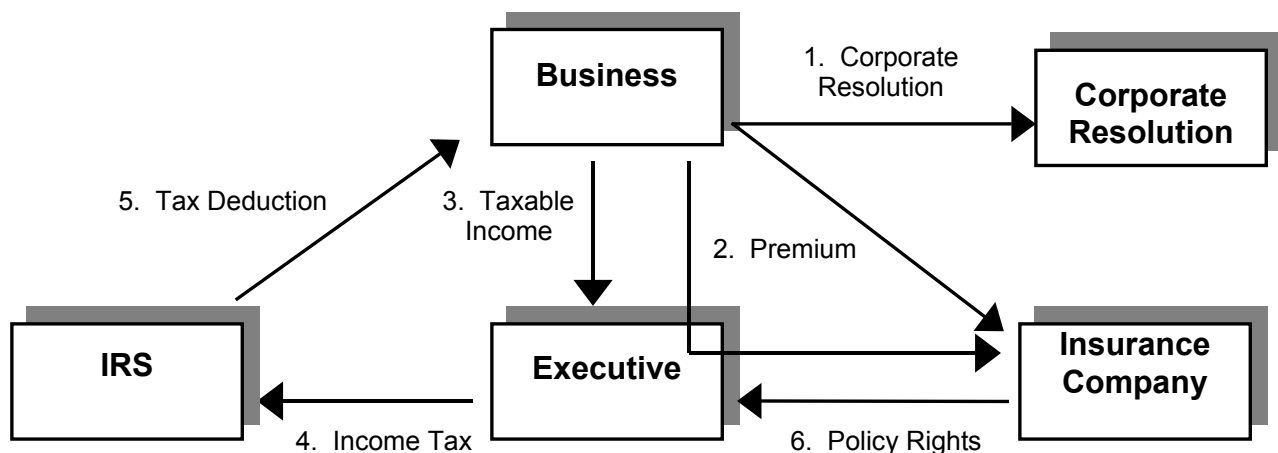 Business
1. Corporate
Resolution
Corporate
Resolution
5. Tax Deduction
3. Taxable
Income
2. Premium
IRS
Executive
Insurance
Company
4. Income Tax
6. Policy Rights